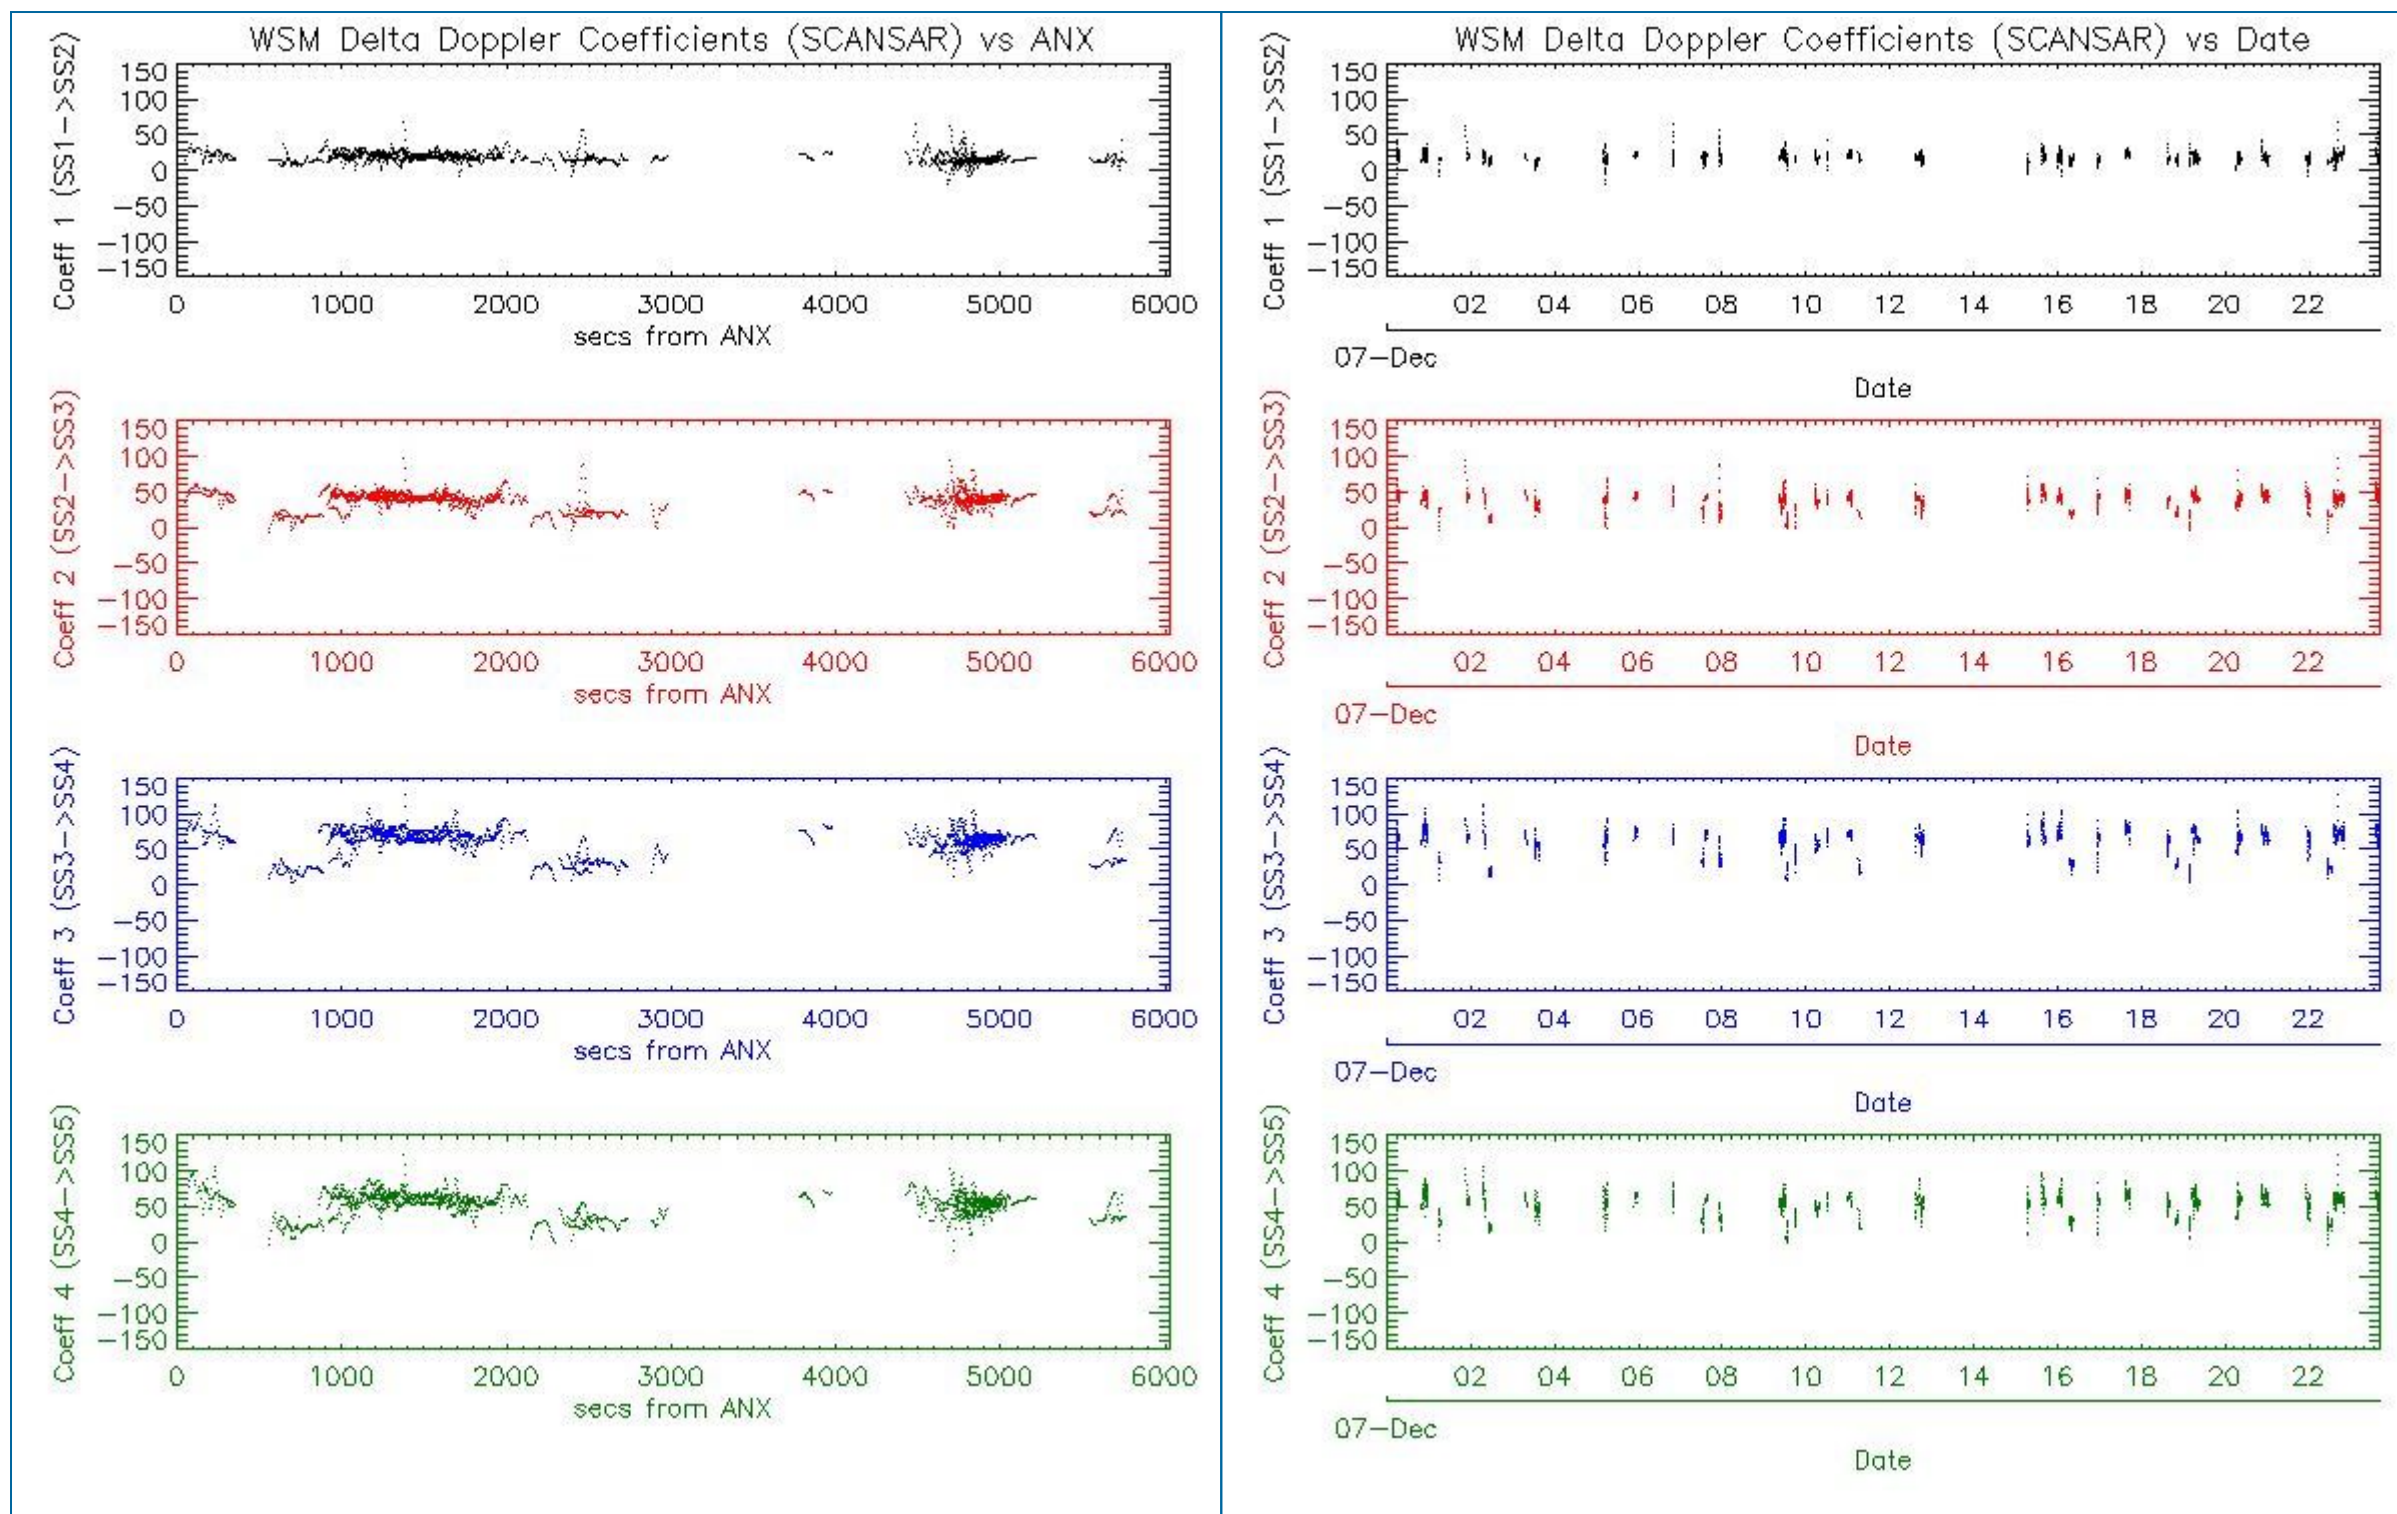 WSM Delta Doppler Coefficients (SCANSAR) vs ANX
Coeff 1 (SS1->SS2)
150
100
50
0
-50
-100
-150
0 1000 2000 3000 4000 5000 6000
secs from ANX
Coeff 2 (SS2->SS3)
150
100
50
0
-50
-100
-150
0 1000 2000 3000 4000 5000 6000
secs from ANX
Coeff 3 (SS3->SS4)
150
100
50
0
-50
-100
-150
0 1000 2000 3000 4000 5000 6000
secs from ANX
Coeff 4 (SS4->SS5)
150
100
50
0
-50
-100
-150
0 1000 2000 3000 4000 5000 6000
secs from ANX
WSM Delta Doppler Coefficients (SCANSAR) vs Date
Coeff 1 (SS1->SS2)
150
100
50
0
-50
-100
-150
02 04 06 08 10 12 14 16 18 20 22
07-Dec
Date
Coeff 2 (SS2->SS3)
150
100
50
0
-50
-100
-150
02 04 06 08 10 12 14 16 18 20 22
07-Dec
Date
Coeff 3 (SS3->SS4)
150
100
50
0
-50
-100
-150
02 04 06 08 10 12 14 16 18 20 22
07-Dec
Date
Coeff 4 (SS4->SS5)
150
100
50
0
-50
-100
-150
02 04 06 08 10 12 14 16 18 20 22
07-Dec
Date